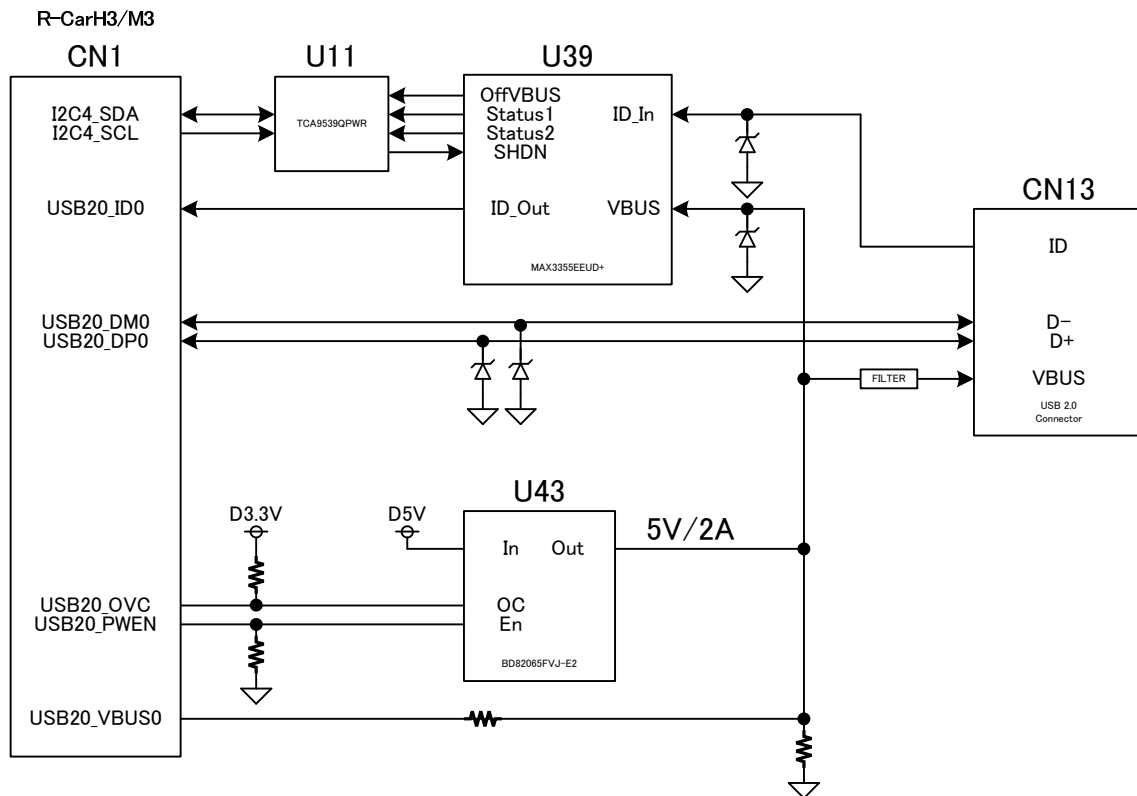 R-CarH3/M3
CN1
U11
U39
I2C4_SDA
I2C4_SCL
TCA9539QPWR
OffVBUS
Status1
Status2
SHDN
ID_In
USB20_ID0
ID_Out
VBUS
MAX3355EEUD+
CN13
ID
USB20_DM0
USB20_DP0
D-
D+
FILTER
VBUS
USB 2.0
Connector
U43
D3.3V
D5V
In
Out
5V/2A
USB20_OVC
USB20_PWEN
OC
En
BD82065FVJ-E2
USB20_VBUS0